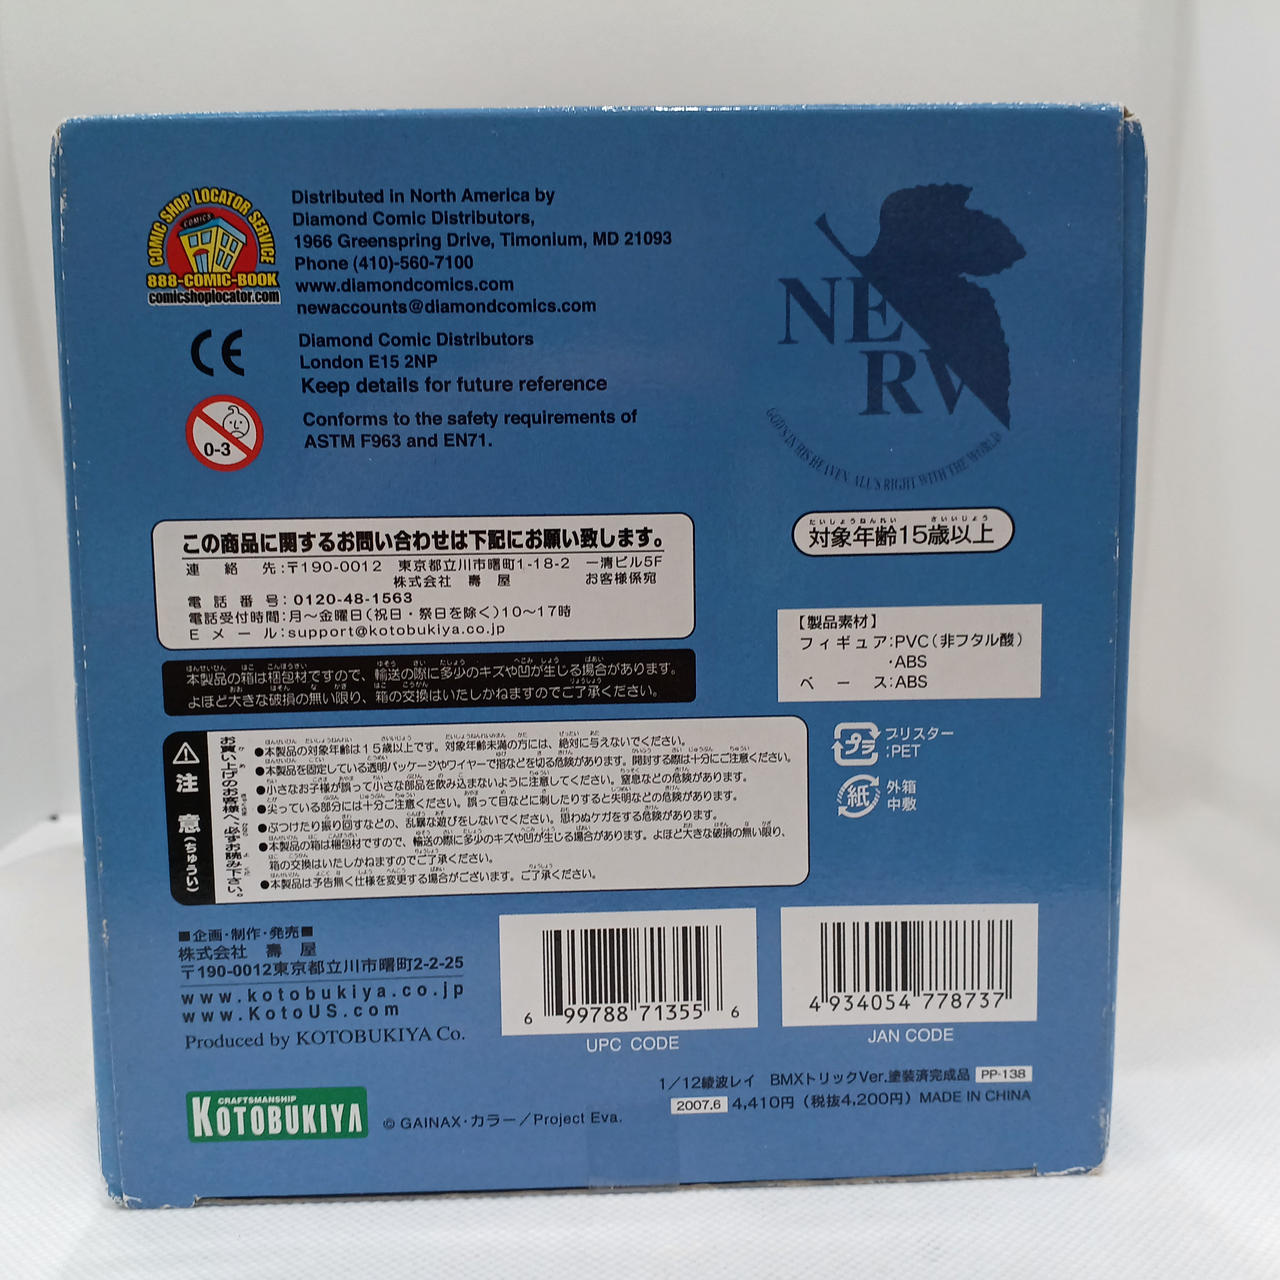 COMIC SHOP LOCATOR SERVICE
COMICS
888-COMIC-BOOK
comicshoplocator.com
Distributed in North America by
Diamond Comic Distributors,
1966 Greenspring Drive, Timonium, MD 21093
Phone (410)-560-7100
www.diamondcomics.com
newaccounts@diamondcomics.com
CE
Diamond Comic Distributors
London E15 2NP
Keep details for future reference
0-3
Conforms to the safety requirements of
ASTM F963 and EN71.
NERV
GOD'S IN HIS HEAVEN. ALL'S RIGHT WITH THE WORLD
この商品に関するお問い合わせは下記にお願い致します。
連絡先:〒190-0012 東京都立川市曙町1-18-2 一清ビル5F
株式会社 壽屋 お客様係宛
電話番号:0120-48-1563
電話受付時間:月~金曜日(祝日・祭日を除く)10~17時
Eメール:support@kotobukiya.co.jp
対象年齢15歳以上
【製品素材】
フィギュア:PVC(非フタル酸)
・ABS
ベース:ABS
本製品の箱は梱包材ですので、輸送の際に多少のキズや凹が生じる場合があります。
よほど大きな破損の無い限り、箱の交換はいたしかねますのでご了承ください。
注意(ちゅうい)
お買い上げのお客様へ 必ずお読み下さい。
●本製品の対象年齢は15歳以上です。対象年齢未満の方には、絶対に与えないでください。
●本製品を固定している透明パッケージやワイヤーで指などを切る危険があります。開封する際は十分にご注意ください。
●小さなお子様が誤って小さな部品を飲み込まないように注意してください。窒息などの危険があります。
●尖っている部分には十分ご注意ください。誤って目などに刺したりすると失明などの危険があります。
●ぶつけたり振り回すなどの、乱暴な遊びをしないでください。思わぬケガをする危険があります。
●本製品の箱は梱包材ですので、輸送の際に多少のキズや凹が生じる場合があります。よほど大きな破損の無い限り、
箱の交換はいたしかねますのでご了承ください。
●本製品は予告無く仕様を変更する場合がございます。ご了承ください。
プラ
ブリスター
:PET
紙
外箱
中敷
■企画・制作・発売■
株式会社 壽屋
〒190-0012東京都立川市曙町2-2-25
www.kotobukiya.co.jp
www.KotoUS.com
Produced by KOTOBUKIYA Co.
6 99788 71355 6
UPC CODE
4 934054 778737
JAN CODE
CRAFTSMANSHIP
KOTOBUKIYA
© GAINAX・カラー/Project Eva.
1/12綾波レイ BMXトリックVer.塗装済完成品 PP-138
2007.6 4,410円(税抜4,200円) MADE IN CHINA